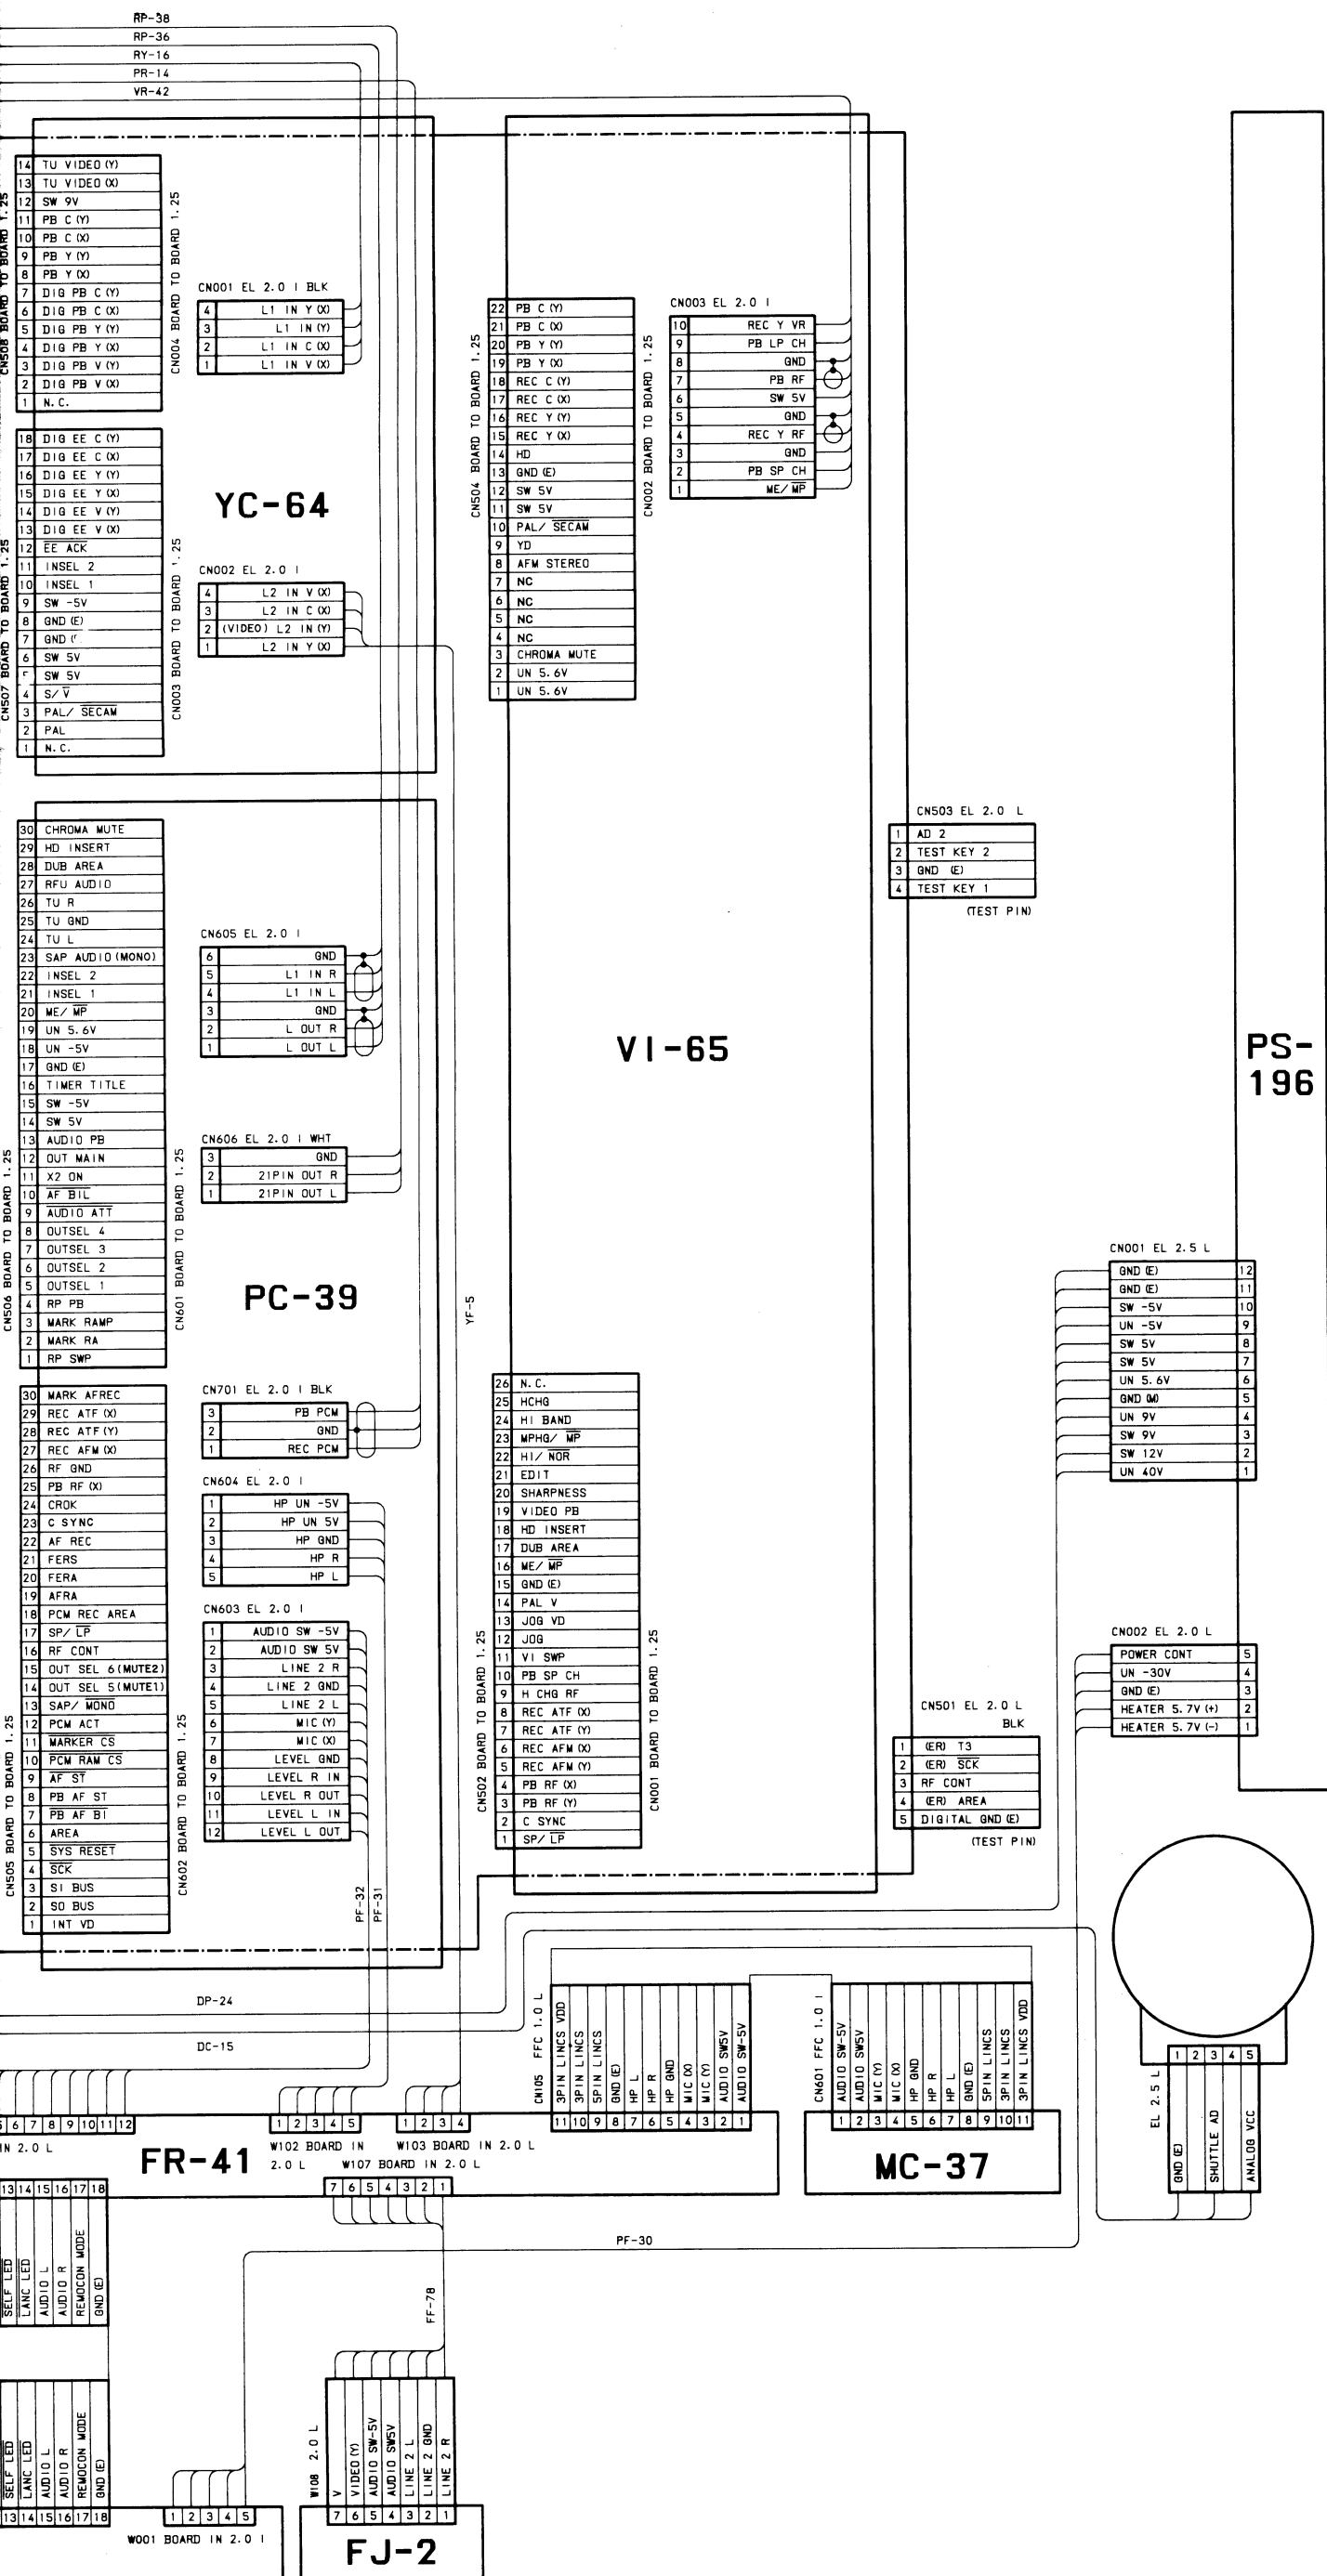 RP-38
RP-36
RY-16
PR-14
VR-42
CN508 BOARD TO BOARD 1.25
14 TU VIDEO (Y)
13 TU VIDEO (X)
12 SW 9V
11 PB C (Y)
10 PB C (X)
9 PB Y (Y)
8 PB Y (X)
7 DIG PB C (Y)
6 DIG PB C (X)
5 DIG PB Y (Y)
4 DIG PB Y (X)
3 DIG PB V (Y)
2 DIG PB V (X)
1 N.C.
CN004 BOARD TO BOARD 1.25
CN001 EL 2.0 I BLK
4 L1 IN Y (X)
3 L1 IN (Y)
2 L1 IN C (X)
1 L1 IN V (X)
CN507 BOARD TO BOARD 1.25
18 DIG EE C (Y)
17 DIG EE C (X)
16 DIG EE Y (Y)
15 DIG EE Y (X)
14 DIG EE V (Y)
13 DIG EE V (X)
12 EE ACK
11 INSEL 2
10 INSEL 1
9 SW -5V
8 GND (E)
7 GND
6 SW 5V
SW 5V
4 S/V
3 PAL/ SECAM
2 PAL
1 N.C.
CN003 BOARD TO BOARD 1.25
YC-64
CN002 EL 2.0 I
4 L2 IN V (X)
3 L2 IN C (X)
2 (VIDEO) L2 IN (Y)
1 L2 IN Y (X)
CN504 BOARD TO BOARD 1.25
22 PB C (Y)
21 PB C (X)
20 PB Y (Y)
19 PB Y (X)
18 REC C (Y)
17 REC C (X)
16 REC Y (Y)
15 REC Y (X)
14 HD
13 GND (E)
12 SW 5V
11 SW 5V
10 PAL/ SECAM
9 YD
8 AFM STEREO
7 NC
6 NC
5 NC
4 NC
3 CHROMA MUTE
2 UN 5.6V
1 UN 5.6V
CN002 BOARD TO BOARD 1.25
CN003 EL 2.0 I
10 REC Y VR
9 PB LP CH
8 GND
7 PB RF
6 SW 5V
5 GND
4 REC Y RF
3 GND
2 PB SP CH
1 ME/ MP
CN506 BOARD TO BOARD 1.25
30 CHROMA MUTE
29 HD INSERT
28 DUB AREA
27 RFU AUDIO
26 TU R
25 TU GND
24 TU L
23 SAP AUDIO (MONO)
22 INSEL 2
21 INSEL 1
20 ME/ MP
19 UN 5.6V
18 UN -5V
17 GND (E)
16 TIMER TITLE
15 SW -5V
14 SW 5V
13 AUDIO PB
12 OUT MAIN
11 X2 ON
10 AF BIL
9 AUDIO ATT
8 OUTSEL 4
7 OUTSEL 3
6 OUTSEL 2
5 OUTSEL 1
4 RP PB
3 MARK RAMP
2 MARK RA
1 RP SWP
CN601 BOARD TO BOARD 1.25
CN605 EL 2.0 I
6 GND
5 L1 IN R
4 L1 IN L
3 GND
2 L OUT R
1 L OUT L
CN606 EL 2.0 I WHT
3 GND
2 21PIN OUT R
1 21PIN OUT L
PC-39
YF-5
VI-65
CN503 EL 2.0 L
1 AD 2
2 TEST KEY 2
3 GND (E)
4 TEST KEY 1
(TEST PIN)
PS-
196
CN001 EL 2.5 L
GND (E) 12
GND (E) 11
SW -5V 10
UN -5V 9
SW 5V 8
SW 5V 7
UN 5.6V 6
GND (M) 5
UN 9V 4
SW 9V 3
SW 12V 2
UN 40V 1
CN505 BOARD TO BOARD 1.25
30 MARK AFREC
29 REC ATF (X)
28 REC ATF (Y)
27 REC AFM (X)
26 RF GND
25 PB RF (X)
24 CROK
23 C SYNC
22 AF REC
21 FERS
20 FERA
19 AFRA
18 PCM REC AREA
17 SP/ LP
16 RF CONT
15 OUT SEL 6 (MUTE2)
14 OUT SEL 5 (MUTE1)
13 SAP/ MONO
12 PCM ACT
11 MARKER CS
10 PCM RAM CS
9 AF ST
8 PB AF ST
7 PB AF BI
6 AREA
5 SYS RESET
4 SCK
3 SI BUS
2 SO BUS
1 INT VD
CN602 BOARD TO BOARD 1.25
CN701 EL 2.0 I BLK
3 PB PCM
2 GND
1 REC PCM
CN604 EL 2.0 I
1 HP UN -5V
2 HP UN 5V
3 HP GND
4 HP R
5 HP L
CN603 EL 2.0 I
1 AUDIO SW -5V
2 AUDIO SW 5V
3 LINE 2 R
4 LINE 2 GND
5 LINE 2 L
6 MIC (Y)
7 MIC (X)
8 LEVEL GND
9 LEVEL R IN
10 LEVEL R OUT
11 LEVEL L IN
12 LEVEL L OUT
PF-32
PF-31
CN502 BOARD TO BOARD 1.25
26 N.C.
25 HCHG
24 HI BAND
23 MPHG/ MP
22 HI/ NOR
21 EDIT
20 SHARPNESS
19 VIDEO PB
18 HD INSERT
17 DUB AREA
16 ME/ MP
15 GND (E)
14 PAL V
13 JOG VD
12 JOG
11 VI SWP
10 PB SP CH
9 H CHG RF
8 REC ATF (X)
7 REC ATF (Y)
6 REC AFM (X)
5 REC AFM (Y)
4 PB RF (X)
3 PB RF (Y)
2 C SYNC
1 SP/ LP
CN001 BOARD TO BOARD 1.25
CN002 EL 2.0 L
POWER CONT 5
UN -30V 4
GND (E) 3
HEATER 5.7V (+) 2
HEATER 5.7V (-) 1
CN501 EL 2.0 L
BLK
1 (ER) T3
2 (ER) SCK
3 RF CONT
4 (ER) AREA
5 DIGITAL GND (E)
(TEST PIN)
DP-24
DC-15
6 7 8 9 10 11 12
IN 2.0 L
FR-41
1 2 3 4 5
W102 BOARD IN
2.0 L
1 2 3 4
W103 BOARD IN 2.0 L
W107 BOARD IN 2.0 L
7 6 5 4 3 2 1
CN105 FFC 1.0 L
11 3PIN LINCS VDD
10 3PIN LINCS
9 5PIN LINCS
8 GND (E)
7 HP L
6 HP R
5 HP GND
4 MIC (X)
3 MIC (Y)
2 AUDIO SW5V
1 AUDIO SW-5V
CN601 FFC 1.0 I
1 AUDIO SW-5V
2 AUDIO SW5V
3 MIC (Y)
4 MIC (X)
5 HP GND
6 HP R
7 HP L
8 GND (E)
9 5PIN LINCS
10 3PIN LINCS
11 3PIN LINCS VDD
MC-37
EL 2.5 L
1 GND (E)
2
3 SHUTTLE AD
4
5 ANALOG VCC
13 SELF LED
14 LANC LED
15 AUDIO L
16 AUDIO R
17 REMOCON MODE
18 GND (E)
PF-30
FF-78
13 SELF LED
14 LANC LED
15 AUDIO L
16 AUDIO R
17 REMOCON MODE
18 GND (E)
1 2 3 4 5
W001 BOARD IN 2.0 I
W108 2.0 L
7 V
6 VIDEO (Y)
5 AUDIO SW-5V
4 AUDIO SW5V
3 LINE 2 L
2 LINE 2 GND
1 LINE 2 R
FJ-2